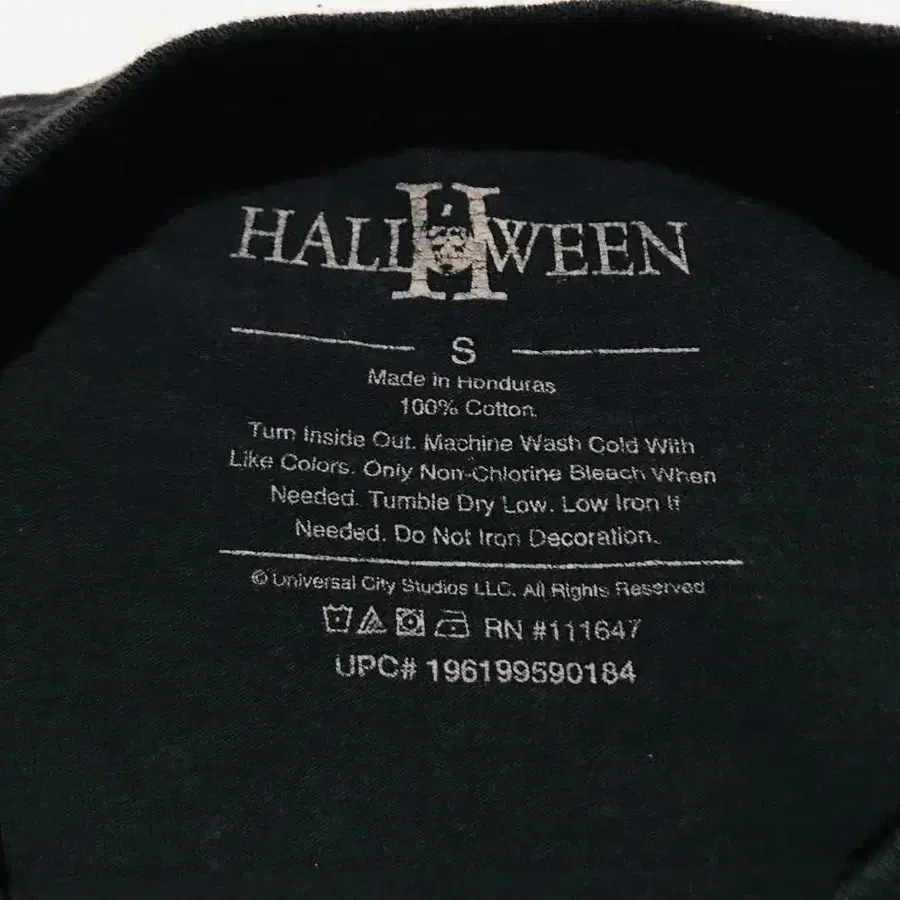 HALLOWEEN
II
S
Made in Honduras
100% Cotton.
Turn Inside Out. Machine Wash Cold With
Like Colors. Only Non-Chlorine Bleach When
Needed. Tumble Dry Low. Low Iron If
Needed. Do Not Iron Decoration.
© Universal City Studios LLC. All Rights Reserved
RN #111647
UPC# 196199590184